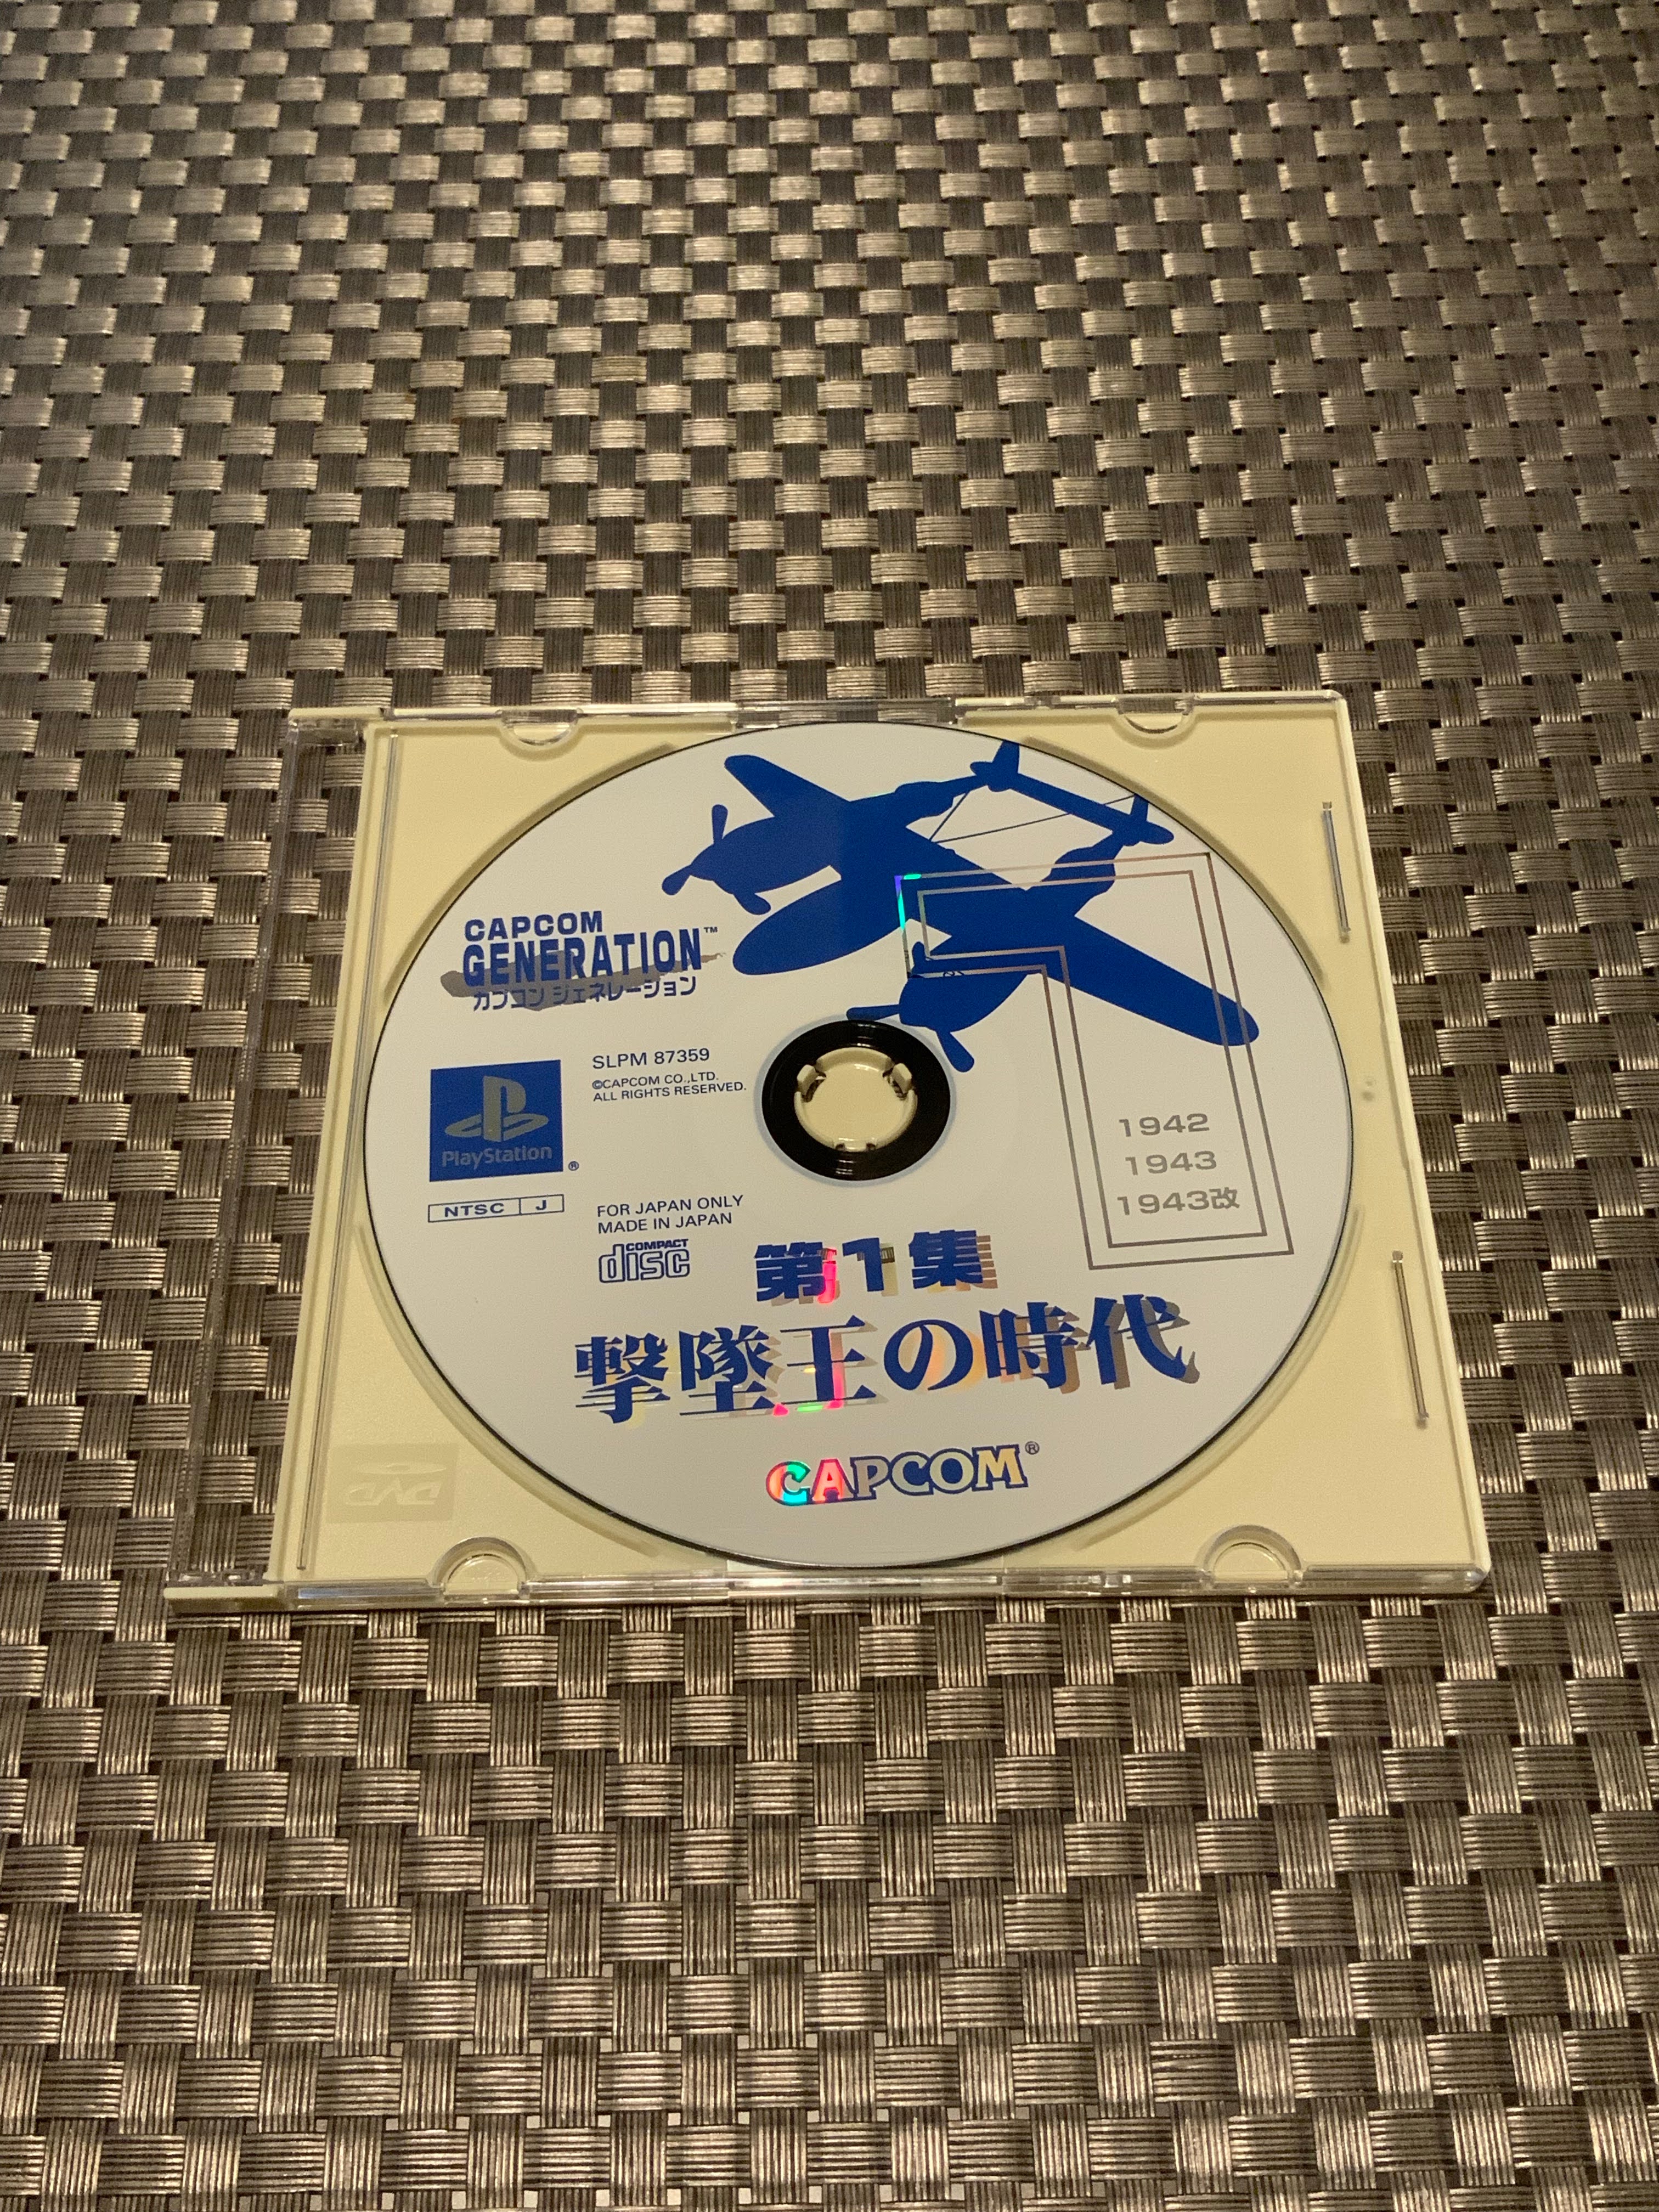 CAPCOM
GENERATION™
カプコン ジェネレーション
SLPM 87359
©CAPCOM CO.,LTD.
ALL RIGHTS RESERVED.
PlayStation®
NTSC J
FOR JAPAN ONLY
MADE IN JAPAN
COMPACT
disc
1942
1943
1943改
第1集
撃墜王の時代
CAPCOM®
DVD